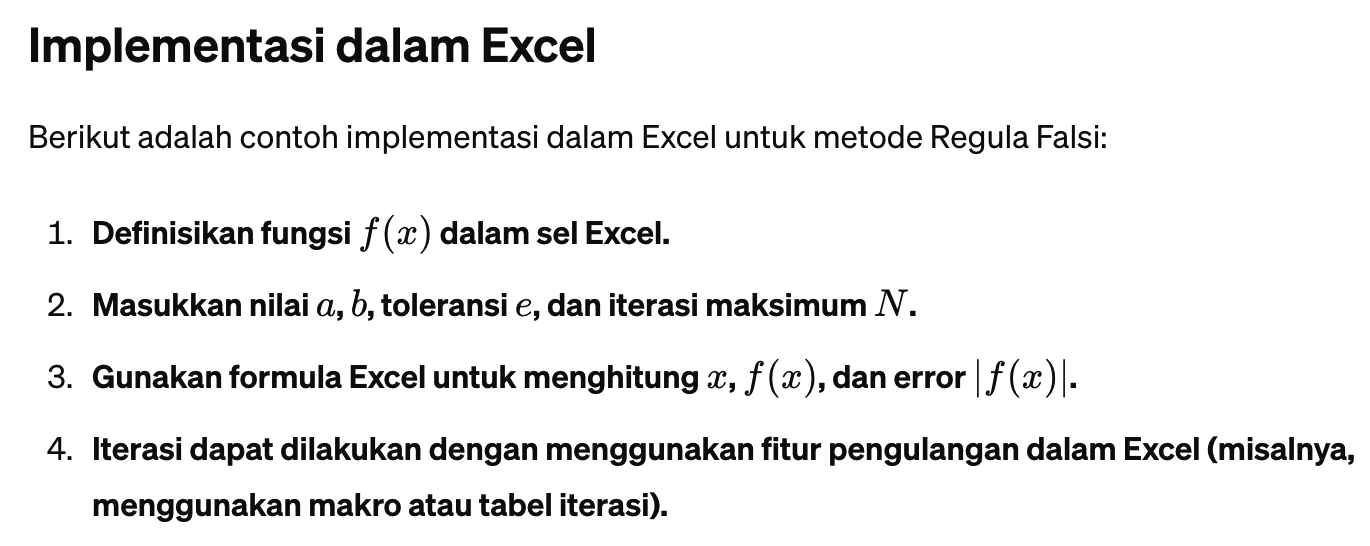 Implementasi dalam Excel
Berikut adalah contoh implementasi dalam Excel untuk metode Regula Falsi:
1. Definisikan fungsi f(x) dalam sel Excel.
2. Masukkan nilai a, b, toleransi e, dan iterasi maksimum N.
3. Gunakan formula Excel untuk menghitung x, f(x), dan error |f(x)|.
4. Iterasi dapat dilakukan dengan menggunakan fitur pengulangan dalam Excel (misalnya,
menggunakan makro atau tabel iterasi).